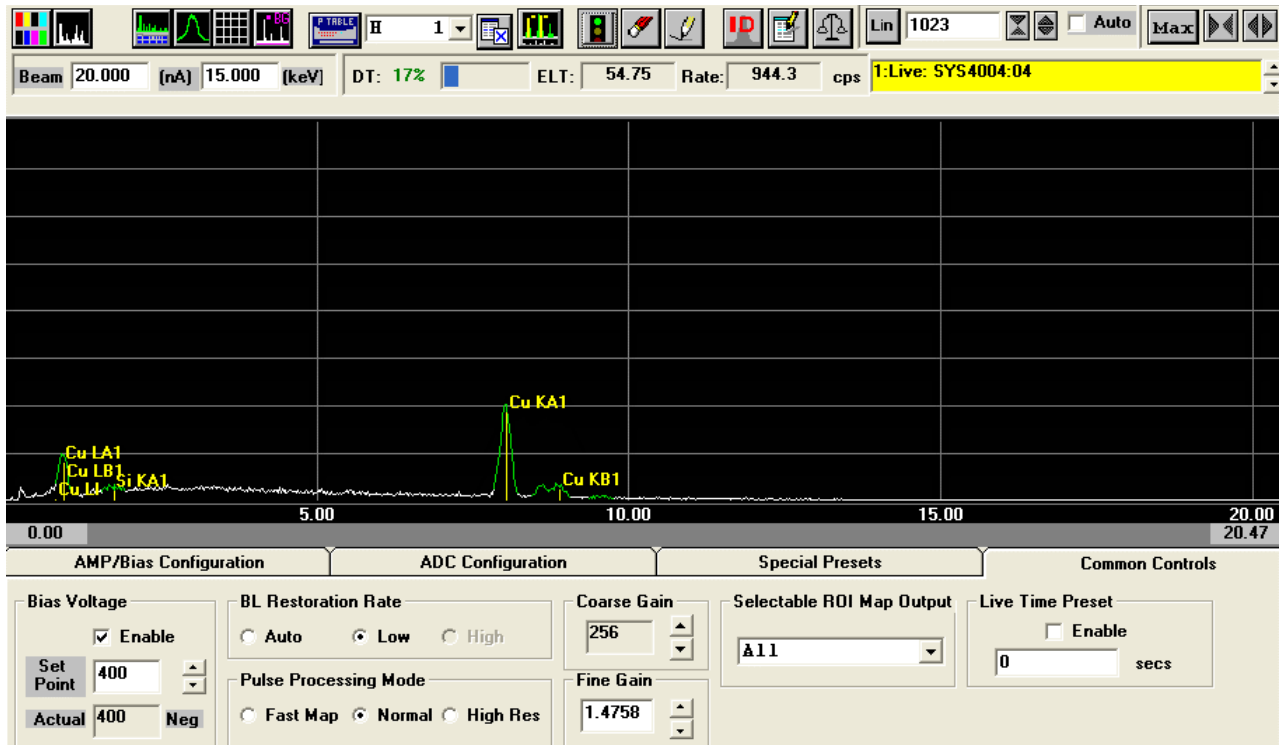 P TABLE H 1 BG ID Lin 1023 Auto Max
Beam 20.000 (nA) 15.000 (keV) DT: 17% ELT: 54.75 Rate: 944.3 cps 1:Live: SYS4004:04
Cu KA1
Cu LA1
Cu LB1
Si KA1
Cu KB1
5.00 10.00 15.00 20.00
0.00 20.47
AMP/Bias Configuration ADC Configuration Special Presets Common Controls
Bias Voltage BL Restoration Rate Coarse Gain Selectable ROI Map Output Live Time Preset
Enable Auto Low High 256 All Enable
Set Point 400 0 secs
Pulse Processing Mode Fine Gain
Actual 400 Neg Fast Map Normal High Res 1.4758